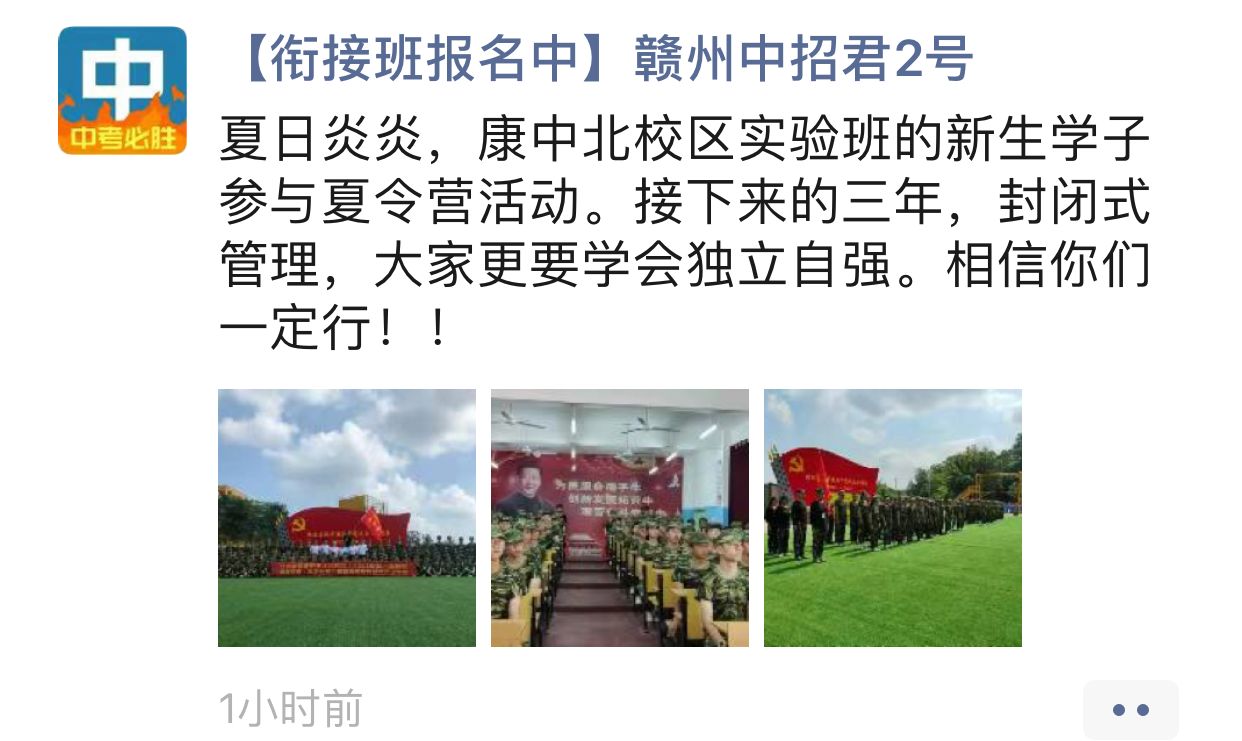 中
中考必胜
【衔接班报名中】赣州中招君2号
夏日炎炎，康中北校区实验班的新生学子
参与夏令营活动。接下来的三年，封闭式
管理，大家更要学会独立自强。相信你们
一定行！！
1小时前